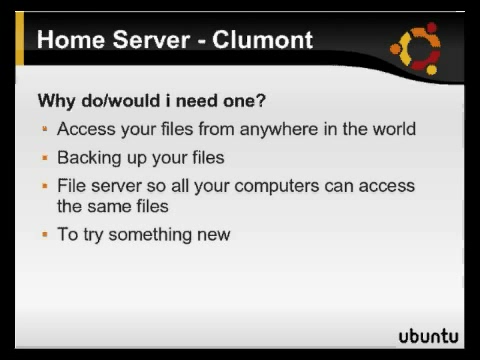 Home Server - Clumont
Why do/would i need one?
Access your files from anywhere in the world
Backing up your files
File server so all your computers can access
the same files
To try something new
ubuntu